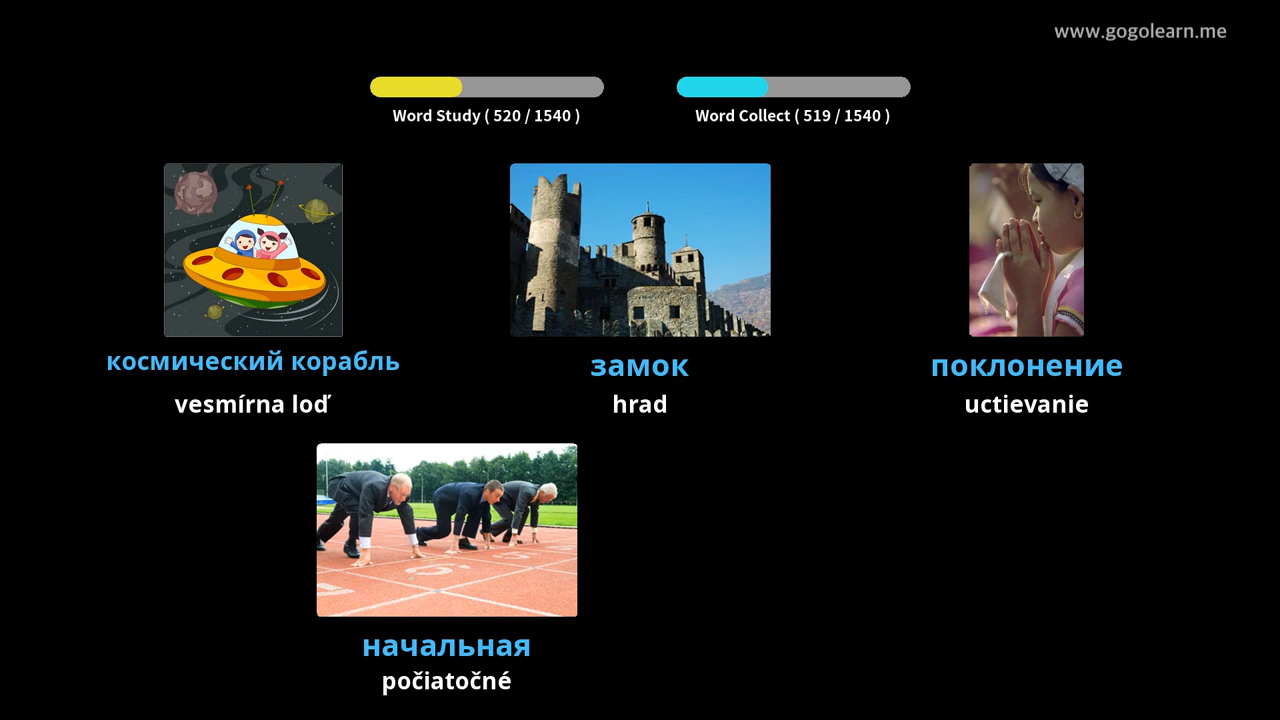 www.gogolearn.me
Word Study ( 520 / 1540 )
Word Collect ( 519 / 1540 )
космический корабль
vesmírna loď
замок
hrad
поклонение
uctievanie
начальная
počiatočné